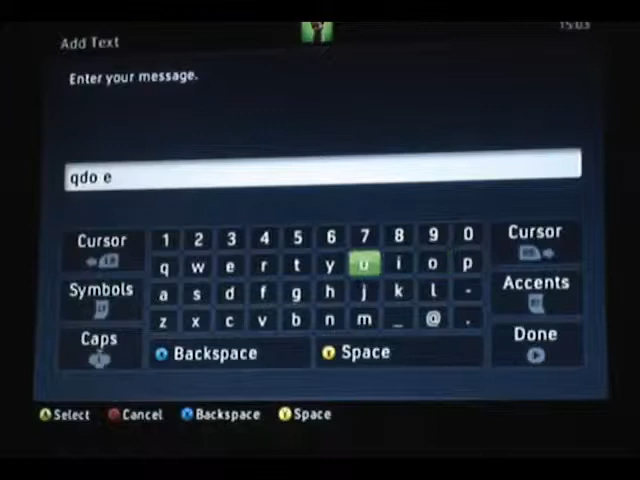 15:03
Add Text
Enter your message.
qdo e
Cursor 1 2 3 4 5 6 7 8 9 0 Cursor
q w e r t y u i o p
Symbols a s d f g h j k l - Accents
z x c v b n m _ @ .
Caps Backspace Space Done
Select Cancel Backspace Space